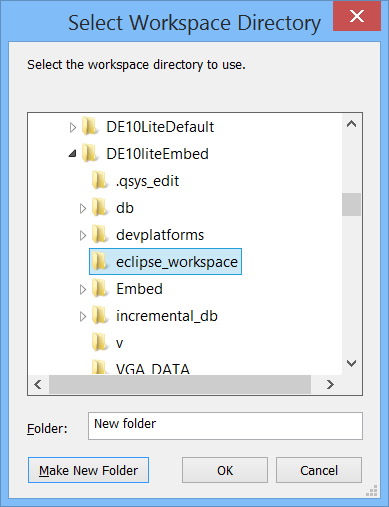 Select Workspace Directory
Select the workspace directory to use.
DE10LiteDefault
DE10liteEmbed
.qsys_edit
db
devplatforms
eclipse_workspace
Embed
incremental_db
v
VGA_DATA
Folder:
New folder
Make New Folder
OK
Cancel